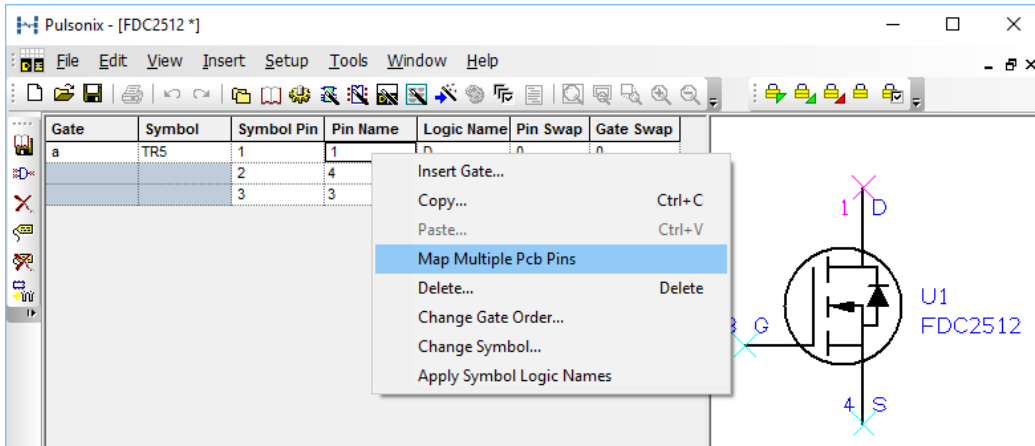 Pulsonix - [FDC2512 *]
File Edit View Insert Setup Tools Window Help
Gate Symbol Symbol Pin Pin Name Logic Name Pin Swap Gate Swap
a TR5 1 1 D 0 0
2 4
3 3
Insert Gate...
Copy... Ctrl+C
Paste... Ctrl+V
Map Multiple Pcb Pins
Delete... Delete
Change Gate Order...
Change Symbol...
Apply Symbol Logic Names
1 D
U1
3 G FDC2512
4 S